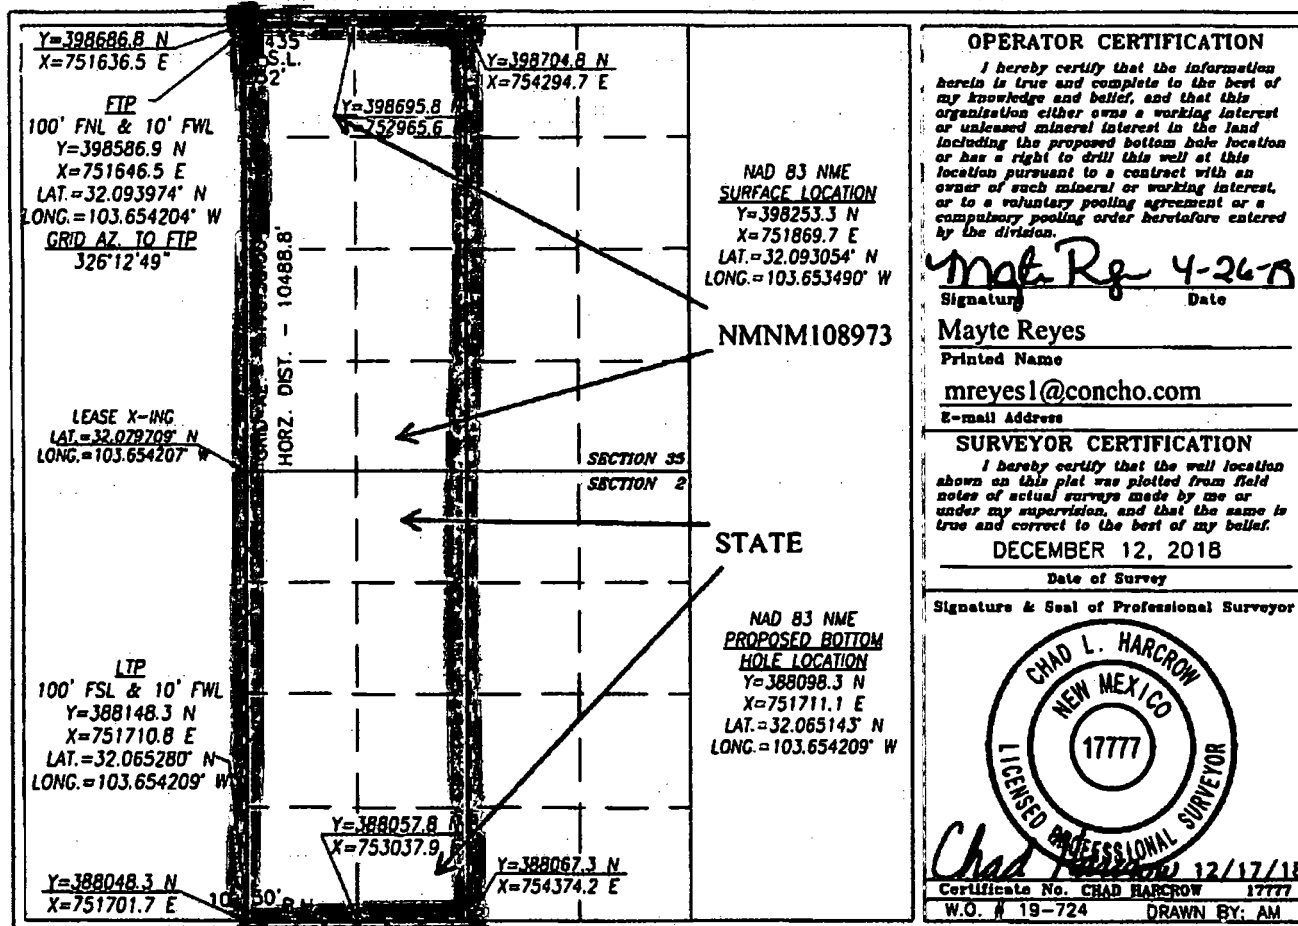 Y=398686.8 N
X=751636.5 E
FTP
100' FNL & 10' FWL
Y=398586.9 N
X=751646.5 E
LAT.=32.093974° N
LONG.=103.654204° W
GRID AZ. TO FTP
326°12'49"
S.L.
Y=398695.8
752965.6
Y=398704.8 N
X=754294.7 E
HORZ. DIST. - 10488.8'
LEASE X-ING
LAT.=32.079709° N
LONG.=103.654207° W
SECTION 35
SECTION 2
NAD 83 NME
SURFACE LOCATION
Y=398253.3 N
X=751869.7 E
LAT.=32.093054° N
LONG.=103.653490° W
NMNM108973
STATE
NAD 83 NME
PROPOSED BOTTOM
HOLE LOCATION
Y=388098.3 N
X=751711.1 E
LAT.=32.065143° N
LONG.=103.654209° W
LTP
100' FSL & 10' FWL
Y=388148.3 N
X=751710.8 E
LAT.=32.065280° N
LONG.=103.654209° W
Y=388057.8
X=753037.9
Y=388048.3 N
X=751701.7 E
Y=388067.3 N
X=754374.2 E
OPERATOR CERTIFICATION
I hereby certify that the information
herein is true and complete to the best of
my knowledge and belief, and that this
organisation either owns a working interest
or unleased mineral interest in the land
including the proposed bottom hole location
or has a right to drill this well at this
location pursuant to a contract with an
owner of such mineral or working interest,
or to a voluntary pooling agreement or a
compulsory pooling order heretofore entered
by the division.
Signature Date
Mayte Reyes
Printed Name
mreyes1@concho.com
E-mail Address
SURVEYOR CERTIFICATION
I hereby certify that the well location
shown on this plat was plotted from field
notes of actual surveys made by me or
under my supervision, and that the same is
true and correct to the best of my belief.
DECEMBER 12, 2018
Date of Survey
Signature & Seal of Professional Surveyor
CHAD L. HARCROW
NEW MEXICO
17777
LICENSED PROFESSIONAL SURVEYOR
Chad Harcrow 12/17/18
Certificate No. CHAD HARCROW 17777
W.O. # 19-724 DRAWN BY: AM